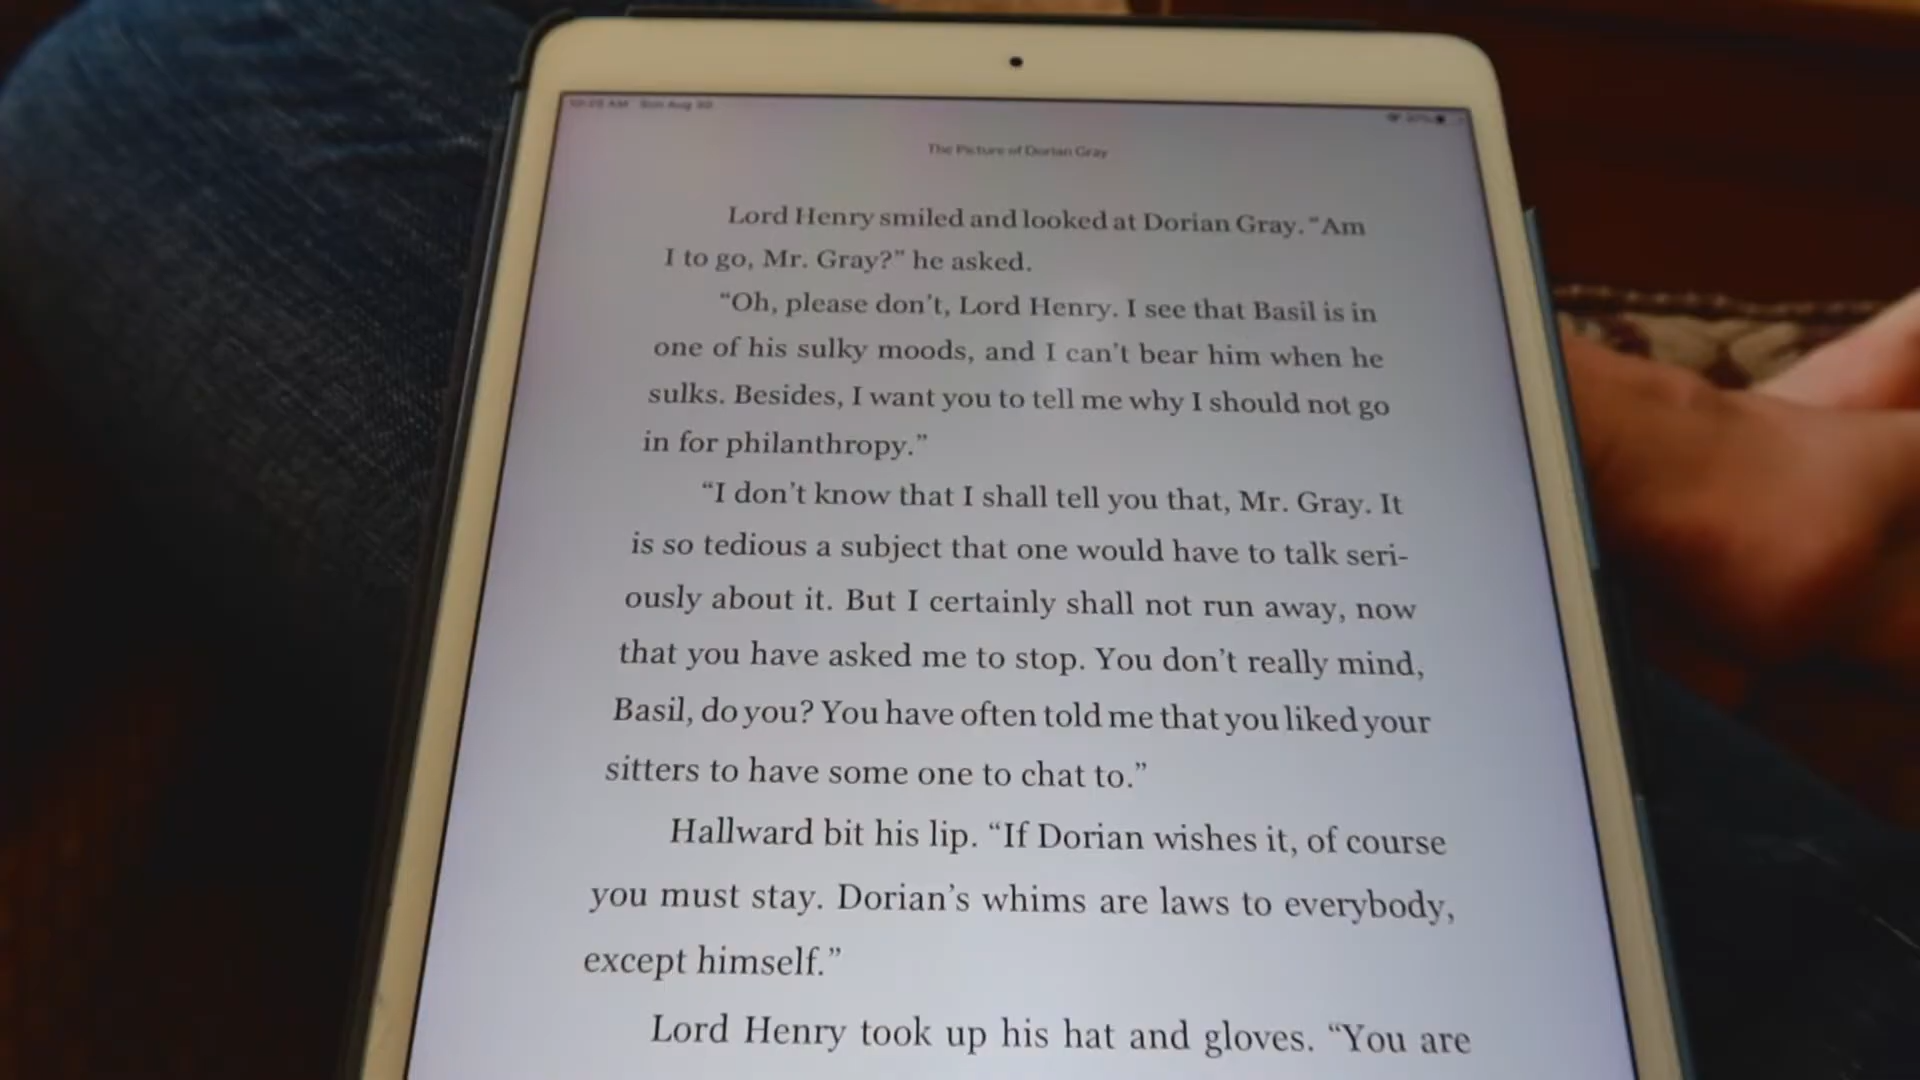 The Picture of Dorian Gray
Lord Henry smiled and looked at Dorian Gray. “Am
I to go, Mr. Gray?” he asked.
“Oh, please don’t, Lord Henry. I see that Basil is in
one of his sulky moods, and I can’t bear him when he
sulks. Besides, I want you to tell me why I should not go
in for philanthropy.”
“I don’t know that I shall tell you that, Mr. Gray. It
is so tedious a subject that one would have to talk seri-
ously about it. But I certainly shall not run away, now
that you have asked me to stop. You don’t really mind,
Basil, do you? You have often told me that you liked your
sitters to have some one to chat to.”
Hallward bit his lip. “If Dorian wishes it, of course
you must stay. Dorian’s whims are laws to everybody,
except himself.”
Lord Henry took up his hat and gloves. “You are